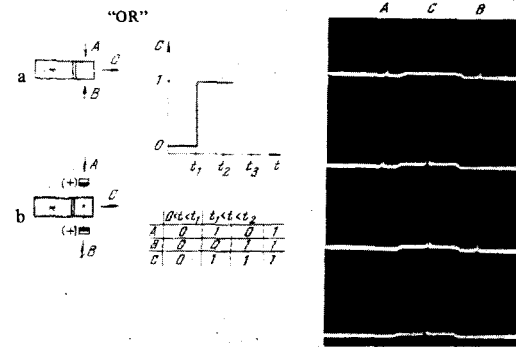 "OR"
A C B
a
A
C
B
C
1
0
t₁ t₂ t₃ t
b
A
(+)
C
(+)
B
0<t<t₁ t₁<t<t₂
A 0 1 0 1
B 0 0 1 1
C 0 1 1 1